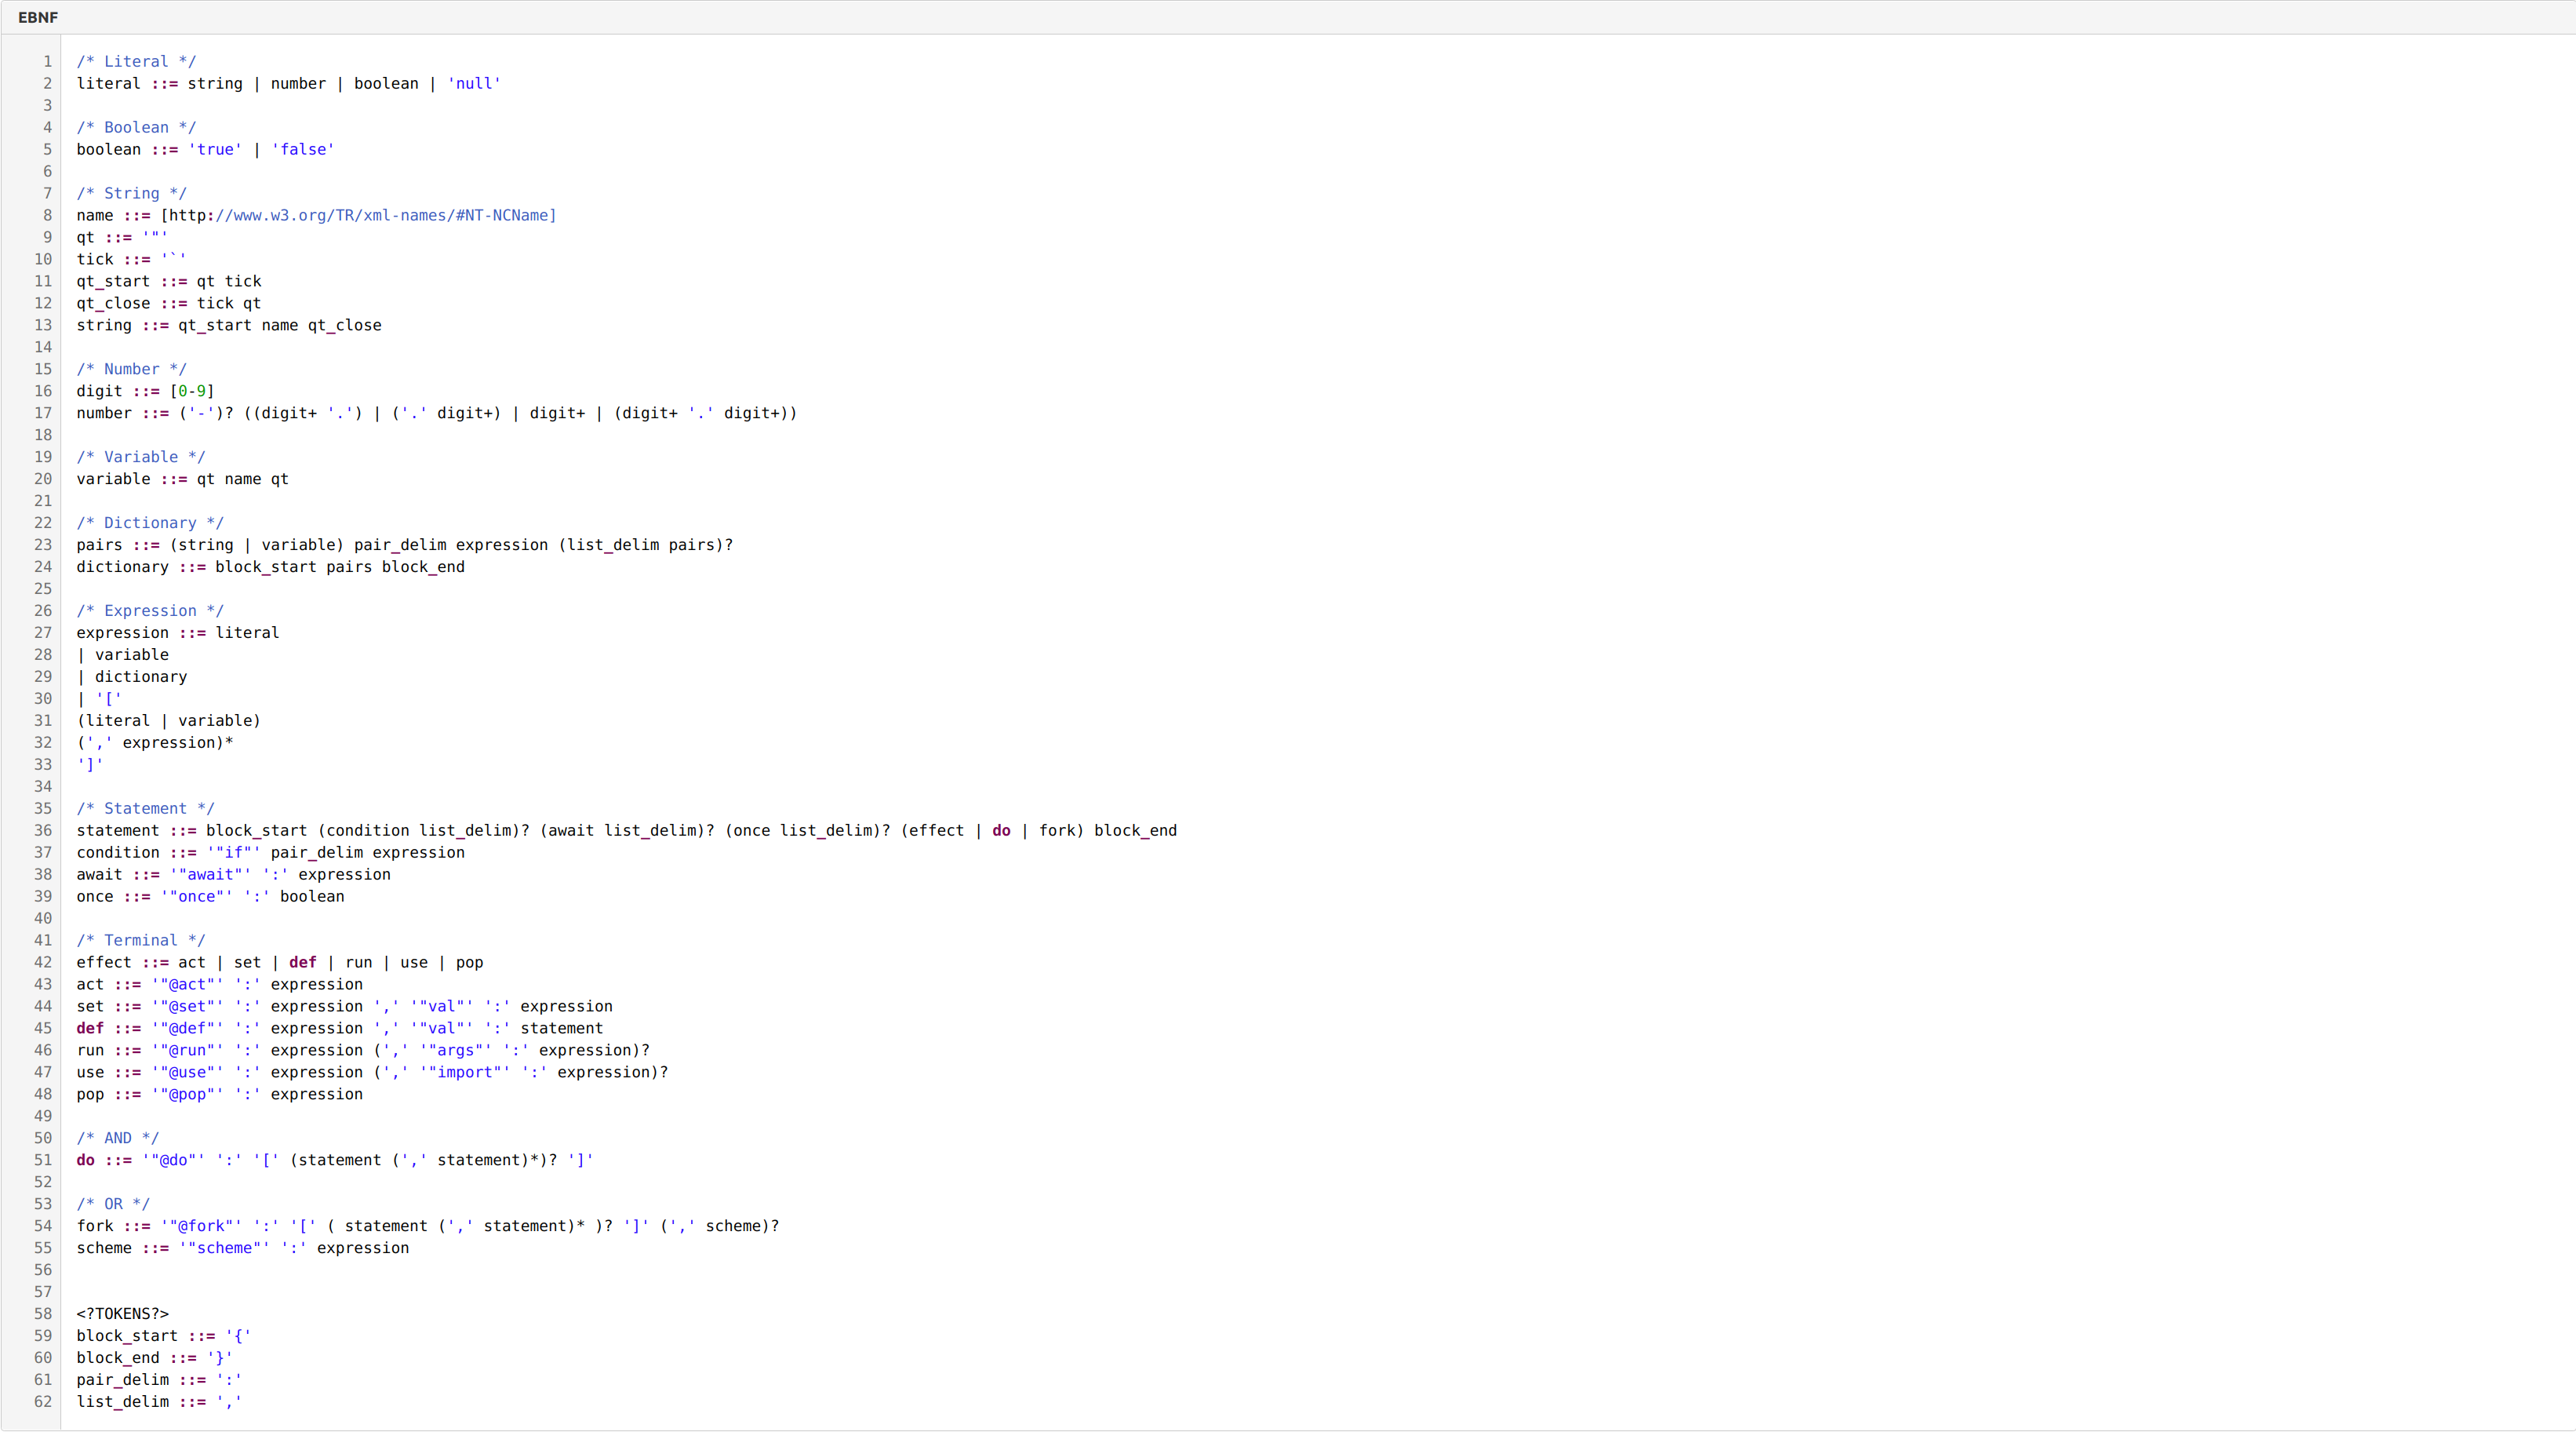 EBNF
1 /* Literal */
2 literal ::= string | number | boolean | 'null'
3
4 /* Boolean */
5 boolean ::= 'true' | 'false'
6
7 /* String */
8 name ::= [http://www.w3.org/TR/xml-names/#NT-NCName]
9 qt ::= '"'
10 tick ::= '`'
11 qt_start ::= qt tick
12 qt_close ::= tick qt
13 string ::= qt_start name qt_close
14
15 /* Number */
16 digit ::= [0-9]
17 number ::= ('-')? ((digit+ '.') | ('.' digit+) | digit+ | (digit+ '.' digit+))
18
19 /* Variable */
20 variable ::= qt name qt
21
22 /* Dictionary */
23 pairs ::= (string | variable) pair_delim expression (list_delim pairs)?
24 dictionary ::= block_start pairs block_end
25
26 /* Expression */
27 expression ::= literal
28 | variable
29 | dictionary
30 | '['
31 (literal | variable)
32 (',' expression)*
33 ']'
34
35 /* Statement */
36 statement ::= block_start (condition list_delim)? (await list_delim)? (once list_delim)? (effect | do | fork) block_end
37 condition ::= '"if"' pair_delim expression
38 await ::= '"await"' ':' expression
39 once ::= '"once"' ':' boolean
40
41 /* Terminal */
42 effect ::= act | set | def | run | use | pop
43 act ::= '"@act"' ':' expression
44 set ::= '"@set"' ':' expression ',' '"val"' ':' expression
45 def ::= '"@def"' ':' expression ',' '"val"' ':' statement
46 run ::= '"@run"' ':' expression (',' '"args"' ':' expression)?
47 use ::= '"@use"' ':' expression (',' '"import"' ':' expression)?
48 pop ::= '"@pop"' ':' expression
49
50 /* AND */
51 do ::= '"@do"' ':' '[' (statement (',' statement)*)? ']'
52
53 /* OR */
54 fork ::= '"@fork"' ':' '[' ( statement (',' statement)* )? ']' (',' scheme)?
55 scheme ::= '"scheme"' ':' expression
56
57
58 <?TOKENS?>
59 block_start ::= '{'
60 block_end ::= '}'
61 pair_delim ::= ':'
62 list_delim ::= ','